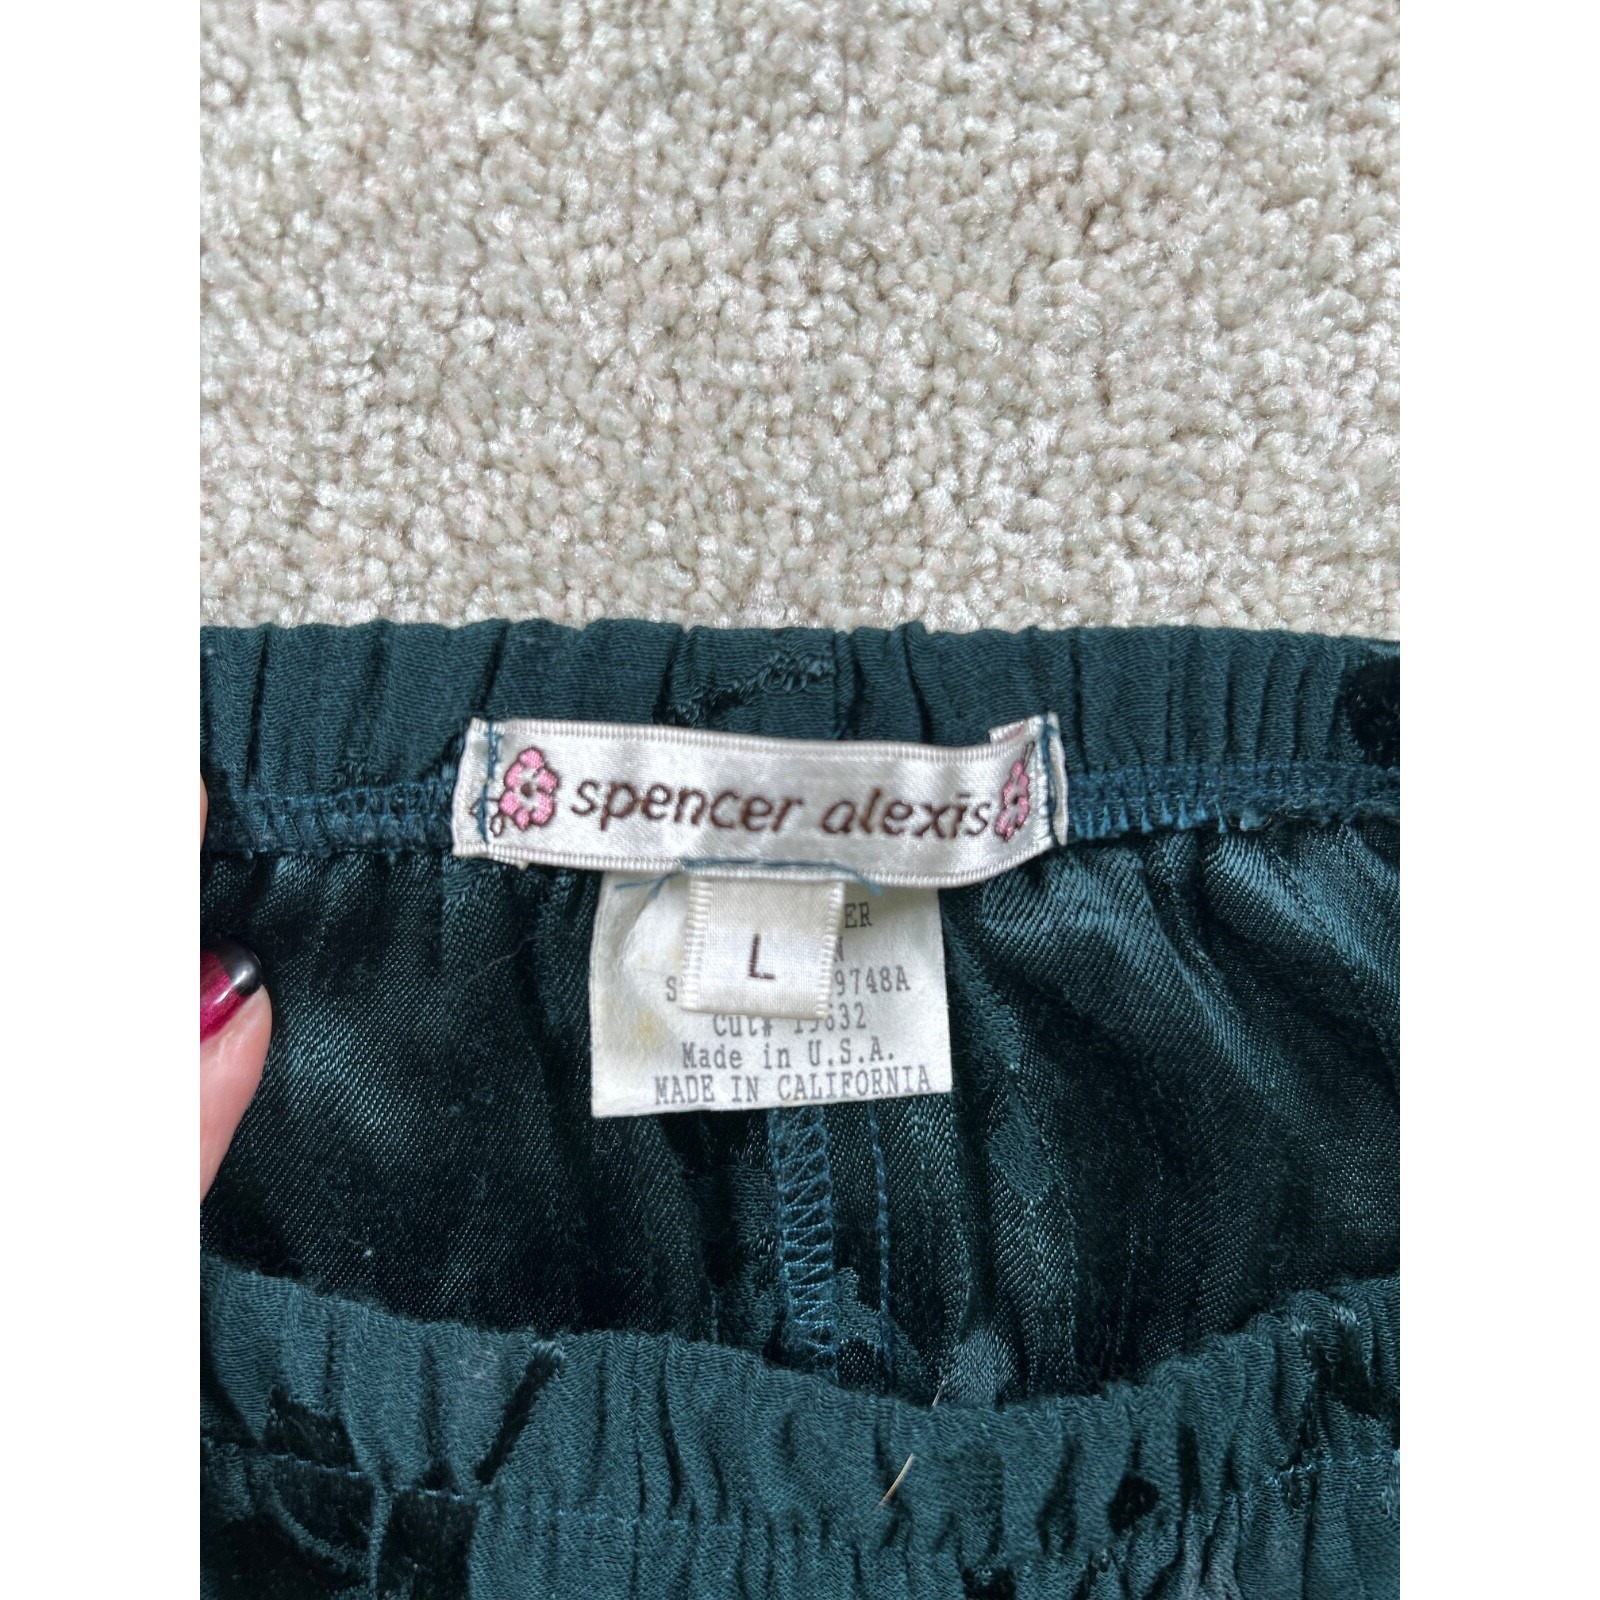 spencer alexis
L
Cut#
Made in U.S.A.
MADE IN CALIFORNIA